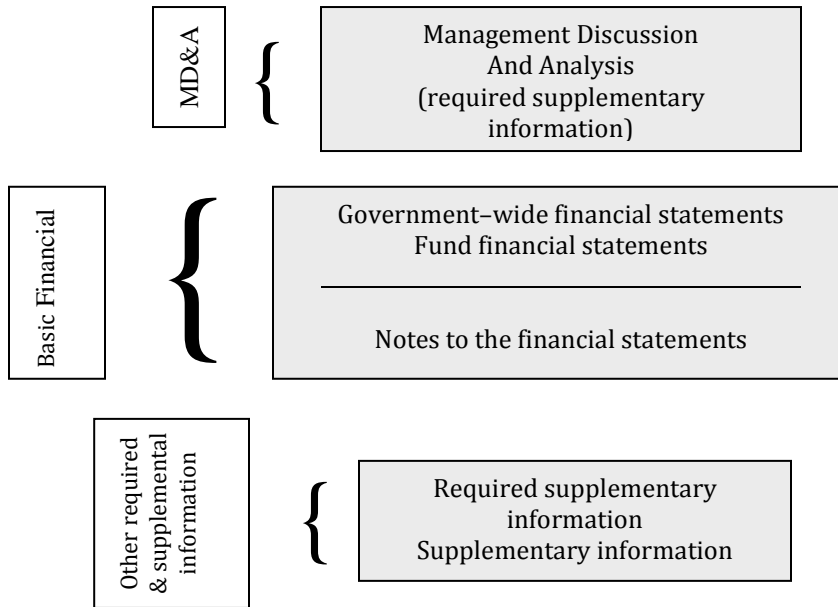 MD&A
Management Discussion
And Analysis
(required supplementary
information)
Basic Financial
Government–wide financial statements
Fund financial statements
Notes to the financial statements
Other required
& supplemental
information
Required supplementary
information
Supplementary information